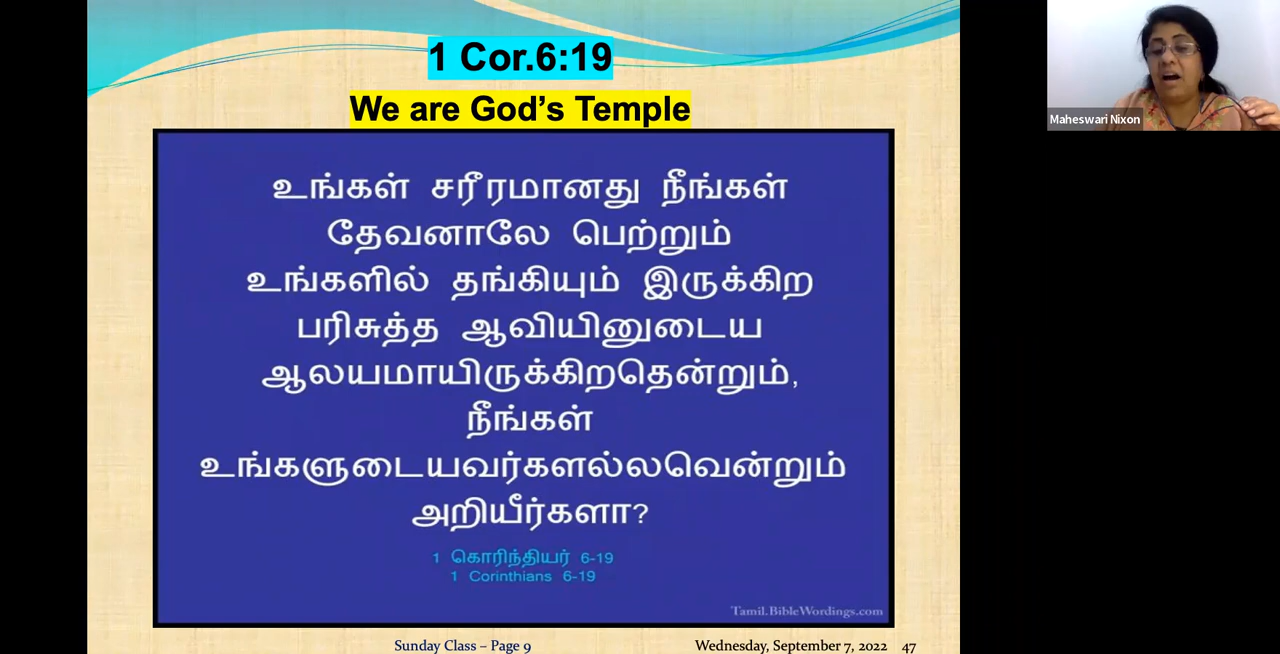 1 Cor.6:19
We are God’s Temple
உங்கள் சரீரமானது நீங்கள்
தேவனாலே பெற்றும்
உங்களில் தங்கியும் இருக்கிற
பரிசுத்த ஆவியினுடைய
ஆலயமாயிருக்கிறதென்றும்,
நீங்கள்
உங்களுடையவர்களல்லவென்றும்
அறியீர்களா?
1 கொரிந்தியர் 6-19
1 Corinthians 6-19
Tamil.BibleWordings.com
Sunday Class – Page 9
Wednesday, September 7, 2022 47
Maheswari Nixon